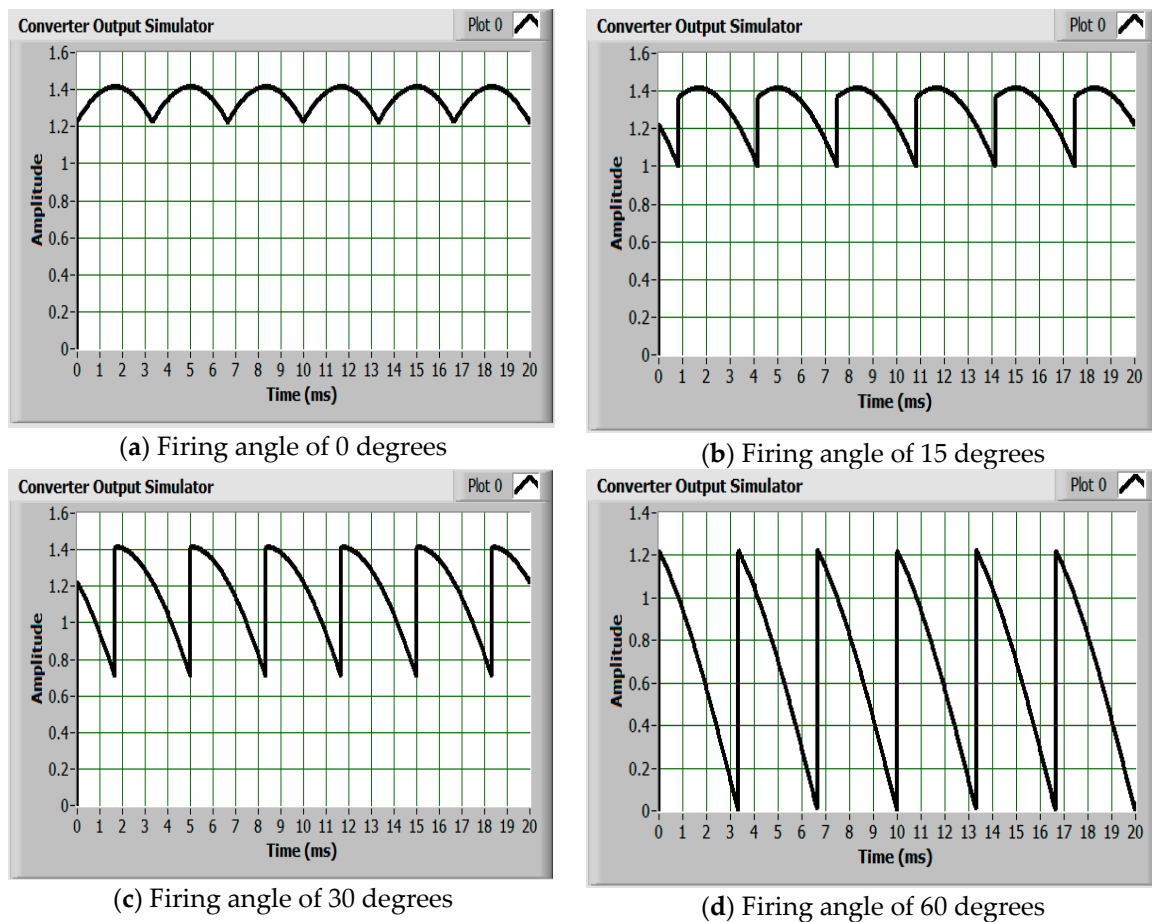 Converter Output Simulator Plot 0
1.6
1.4
1.2
1
0.8
0.6
0.4
0.2
0
Amplitude
0 1 2 3 4 5 6 7 8 9 10 11 12 13 14 15 16 17 18 19 20
Time (ms)
(a) Firing angle of 0 degrees
Converter Output Simulator Plot 0
1.6
1.4
1.2
1
0.8
0.6
0.4
0.2
0
Amplitude
0 1 2 3 4 5 6 7 8 9 10 11 12 13 14 15 16 17 18 19 20
Time (ms)
(b) Firing angle of 15 degrees
Converter Output Simulator Plot 0
1.6
1.4
1.2
1
0.8
0.6
0.4
0.2
0
Amplitude
0 1 2 3 4 5 6 7 8 9 10 11 12 13 14 15 16 17 18 19 20
Time (ms)
(c) Firing angle of 30 degrees
Converter Output Simulator Plot 0
1.4
1.2
1
0.8
0.6
0.4
0.2
0
Amplitude
0 1 2 3 4 5 6 7 8 9 10 11 12 13 14 15 16 17 18 19 20
Time (ms)
(d) Firing angle of 60 degrees